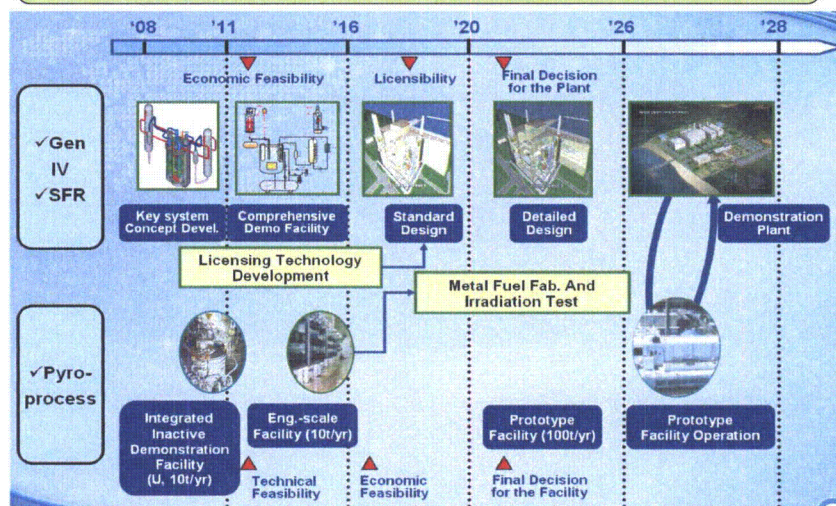 '08 '11 '16 '20 '26 '28
Economic Feasibility
Licensibility
Final Decision
for the Plant
✓Gen
IV
✓SFR
Key system
Concept Devel.
Comprehensive
Demo Facility
Standard
Design
Detailed
Design
Demonstration
Plant
Licensing Technology
Development
Metal Fuel Fab. And
Irradiation Test
✓Pyro-
process
Integrated
Inactive
Demonstration
Facility
(U, 10t/yr)
Eng.-scale
Facility (10t/yr)
Prototype
Facility (100t/yr)
Prototype
Facility Operation
Technical
Feasibility
Economic
Feasibility
Final Decision
for the Facility